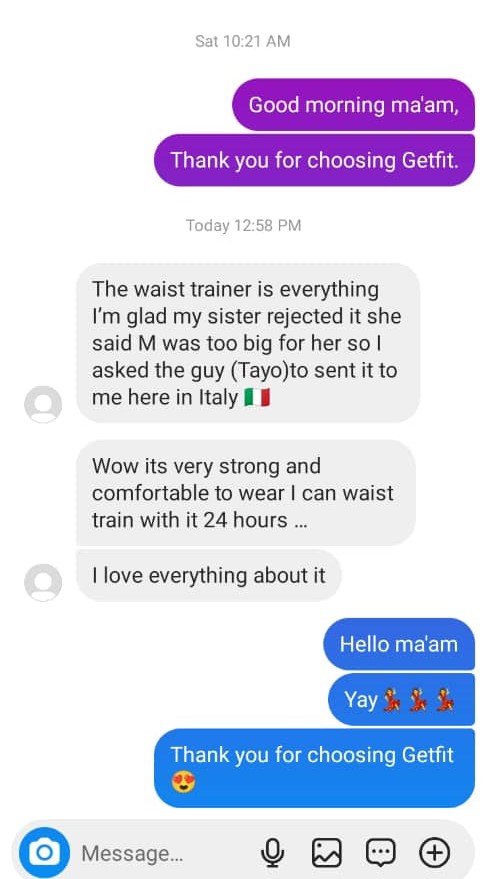 Sat 10:21 AM
Good morning ma'am,
Thank you for choosing Getfit.
Today 12:58 PM
The waist trainer is everything
I'm glad my sister rejected it she
said M was too big for her so I
asked the guy (Tayo)to sent it to
me here in Italy 🇮🇹
Wow its very strong and
comfortable to wear I can waist
train with it 24 hours ...
I love everything about it
Hello ma'am
Yay💃💃💃
Thank you for choosing Getfit
😍
Message...